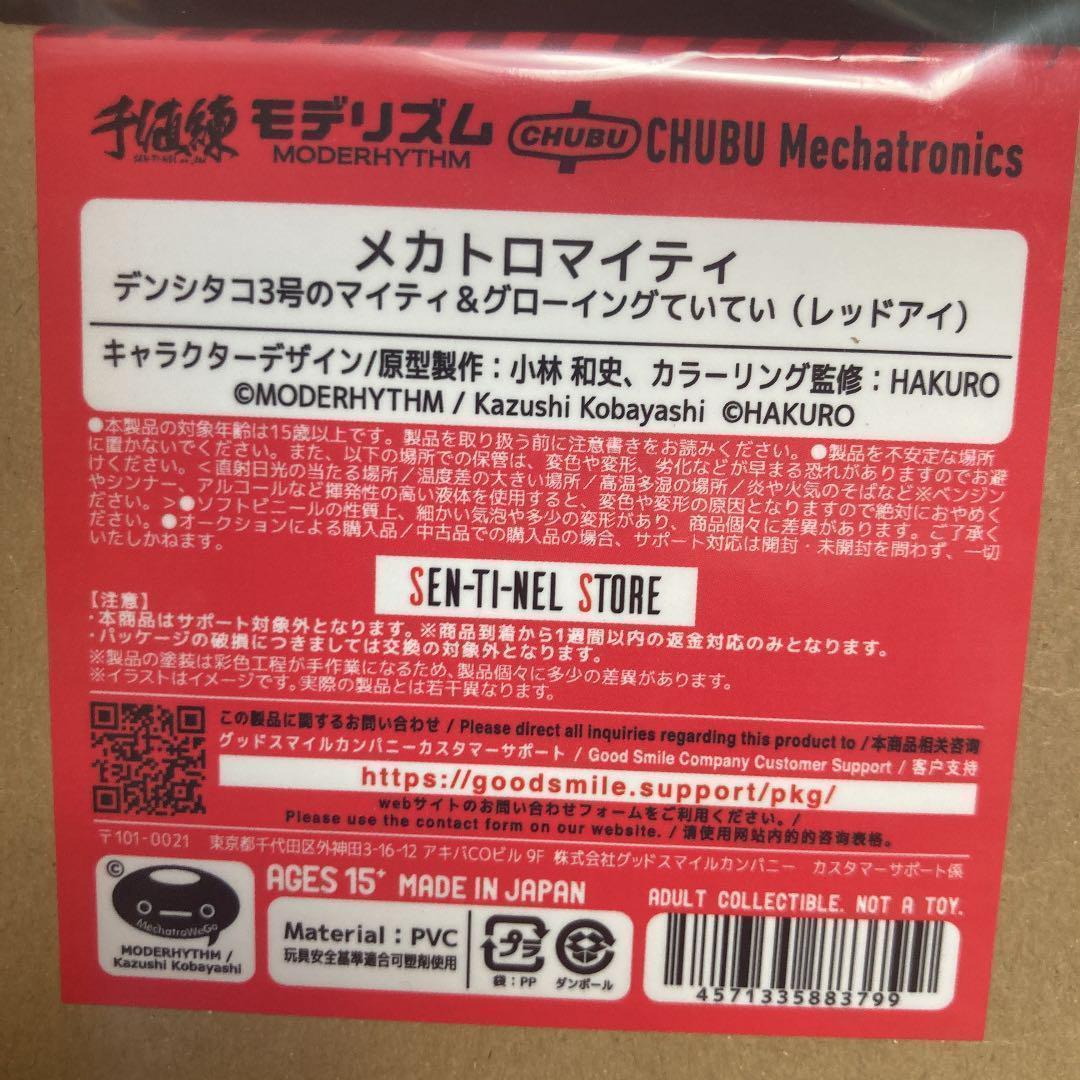 千値練 モデリズム CHUBU CHUBU Mechatronics
SEN-TI-NEL MODERHYTHM
メカトロマイティ
デンシタコ3号のマイティ＆グローイングていてい（レッドアイ）
キャラクターデザイン/原型製作：小林 和史、カラーリング監修：HAKURO
©MODERHYTHM / Kazushi Kobayashi ©HAKURO
●本製品の対象年齢は15歳以上です。製品を取り扱う前に注意書きをお読みください。●製品を不安定な場所
に置かないでください。また、以下の場所での保管は、変色や変形、劣化などが早まる恐れがありますのでお避
けください。＜直射日光の当たる場所／温度差の大きい場所／高温多湿の場所／炎や火気のそばなど※ベンジン
やシンナー、アルコールなど揮発性の高い液体を使用すると、変色や変形の原因となりますので絶対におやめく
ださい。＞●ソフトビニールの性質上、細かい気泡や多少の変形があり、商品個々に差異があります。ご了承く
ださい。●オークションによる購入品／中古品での購入品の場合、サポート対応は開封・未開封を問わず、一切
いたしかねます。
SEN-TI-NEL STORE
【注意】
・本商品はサポート対象外となります。※商品到着から1週間以内の返金対応のみとなります。
・パッケージの破損につきましては交換の対象外となります。
※製品の塗装は彩色工程が手作業になるため、製品個々に多少の差異があります。
※イラストはイメージです。実際の製品とは若干異なります。
この製品に関するお問い合わせ / Please direct all inquiries regarding this product to / 本商品相关咨询
グッドスマイルカンパニーカスタマーサポート / Good Smile Company Customer Support / 客户支持
https://goodsmile.support/pkg/
webサイトのお問い合わせフォームをご利用ください。/
Please use the contact form on our website. / 请使用网站内的的咨询表格。
〒101-0021 東京都千代田区外神田3-16-12 アキバCOビル 9F 株式会社グッドスマイルカンパニー カスタマーサポート係
©
MechatroWeGo
MODERHYTHM /
Kazushi Kobayashi
AGES 15+ MADE IN JAPAN
ADULT COLLECTIBLE. NOT A TOY.
Material：PVC
玩具安全基準適合可塑剤使用
プラ
袋：PP
ダンボール
4571335883799